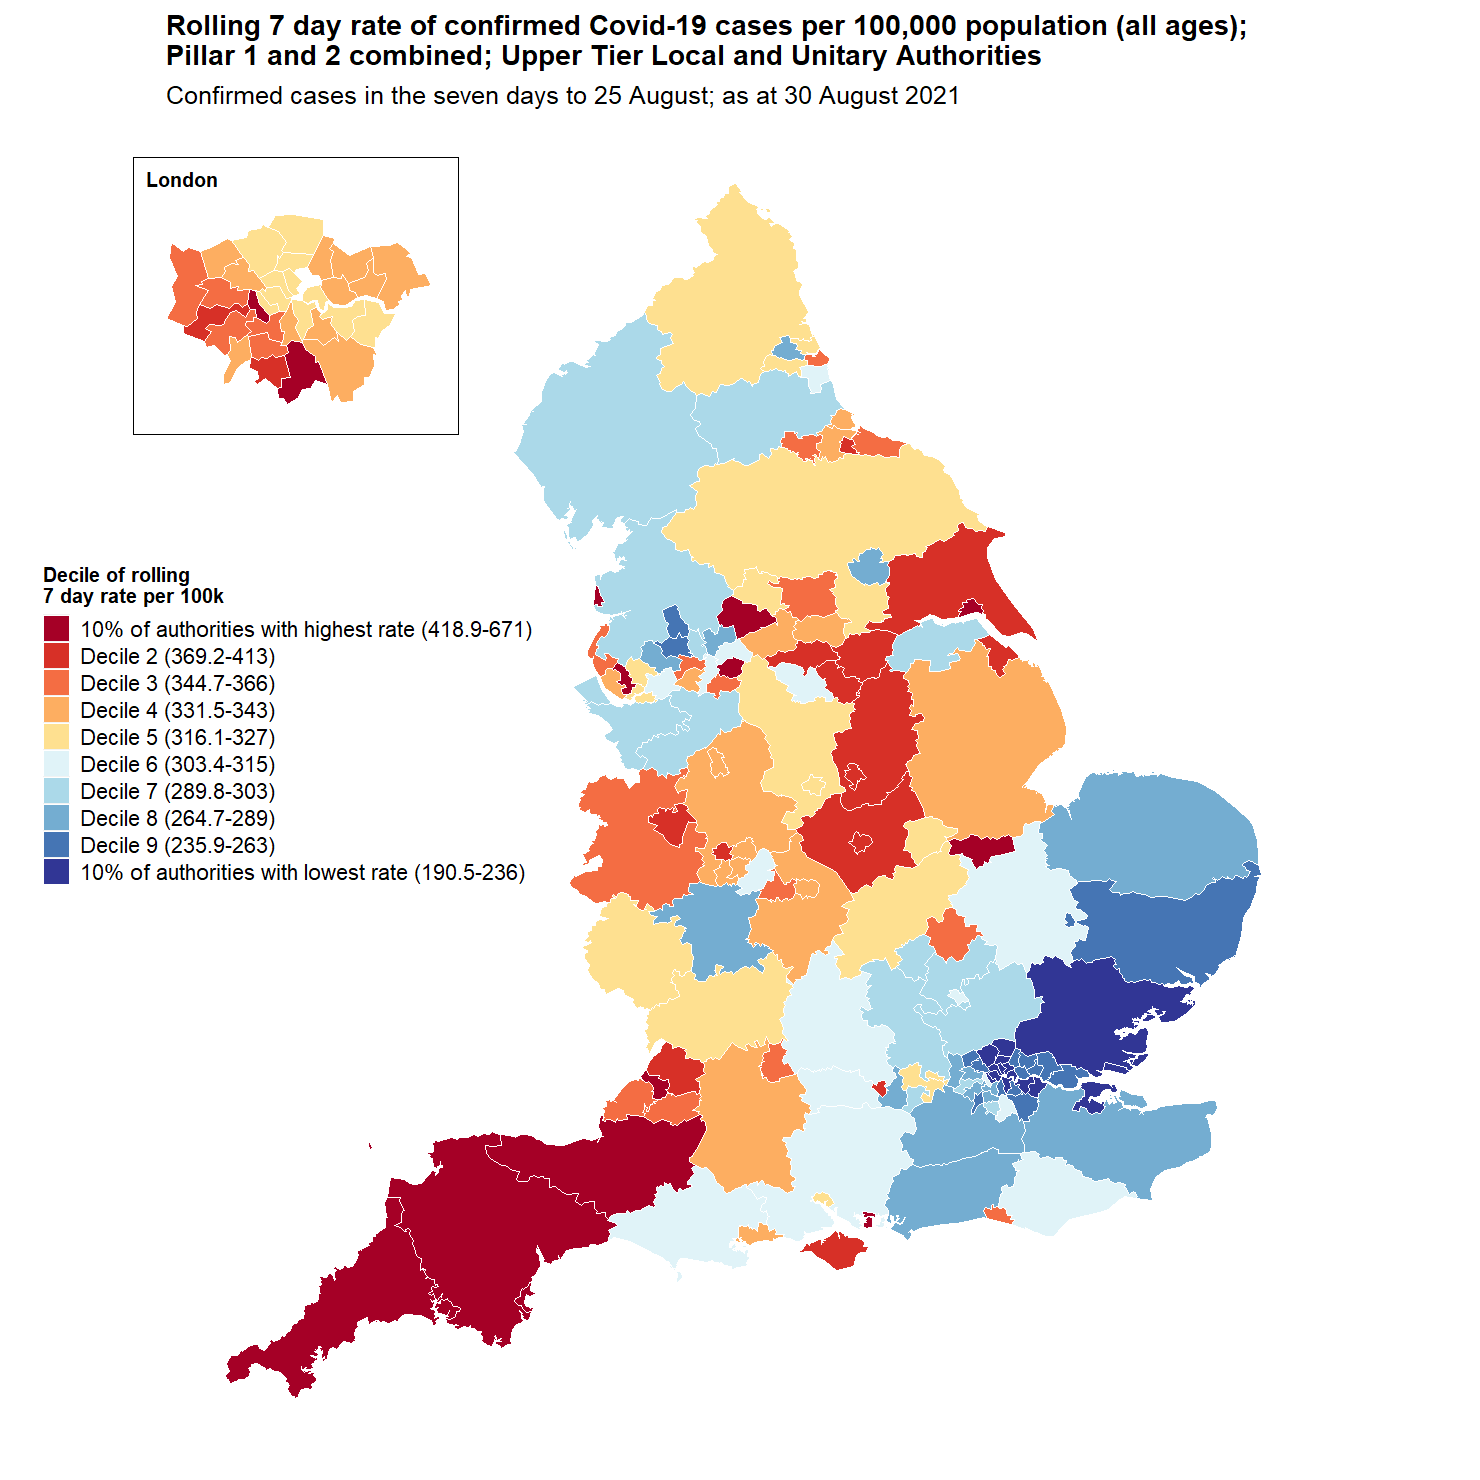 Rolling 7 day rate of confirmed Covid-19 cases per 100,000 population (all ages);
Pillar 1 and 2 combined; Upper Tier Local and Unitary Authorities
Confirmed cases in the seven days to 25 August; as at 30 August 2021
London
Decile of rolling
7 day rate per 100k
10% of authorities with highest rate (418.9-671)
Decile 2 (369.2-413)
Decile 3 (344.7-366)
Decile 4 (331.5-343)
Decile 5 (316.1-327)
Decile 6 (303.4-315)
Decile 7 (289.8-303)
Decile 8 (264.7-289)
Decile 9 (235.9-263)
10% of authorities with lowest rate (190.5-236)